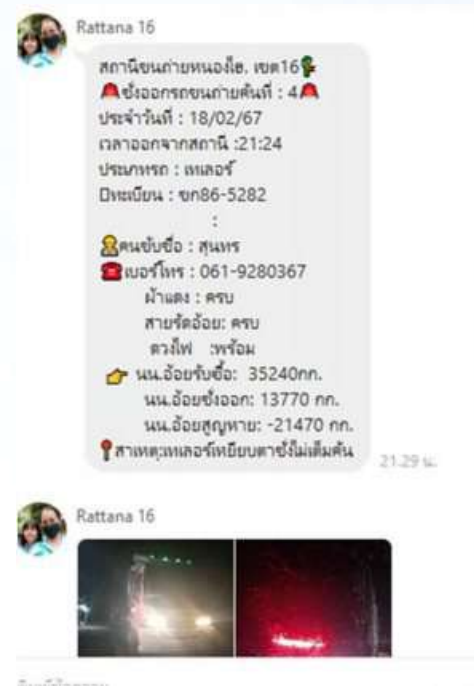 Rattana 16
สถานีขนถ่ายหนองโอ. เขต16
ชั่งออกรถขนถ่ายคันที่ : 4
ประจำวันที่ : 18/02/67
เวลาออกจากสถานี :21:24
ประเภทรถ : เทเลอร์
ทะเบียน : ขก86-5282
:
คนขับชื่อ : สุนทร
เบอร์โทร : 061-9280367
ผ้าแดง : ครบ
สายรัดอ้อย: ครบ
ดวงไฟ :พร้อม
นน.อ้อยรับซื้อ: 35240กก.
นน.อ้อยชั่งออก: 13770 กก.
นน.อ้อยสูญหาย: -21470 กก.
สาเหตุ:เทเลอร์เหยียบตาชั่งไม่เต็มคัน
21.29 น.
Rattana 16